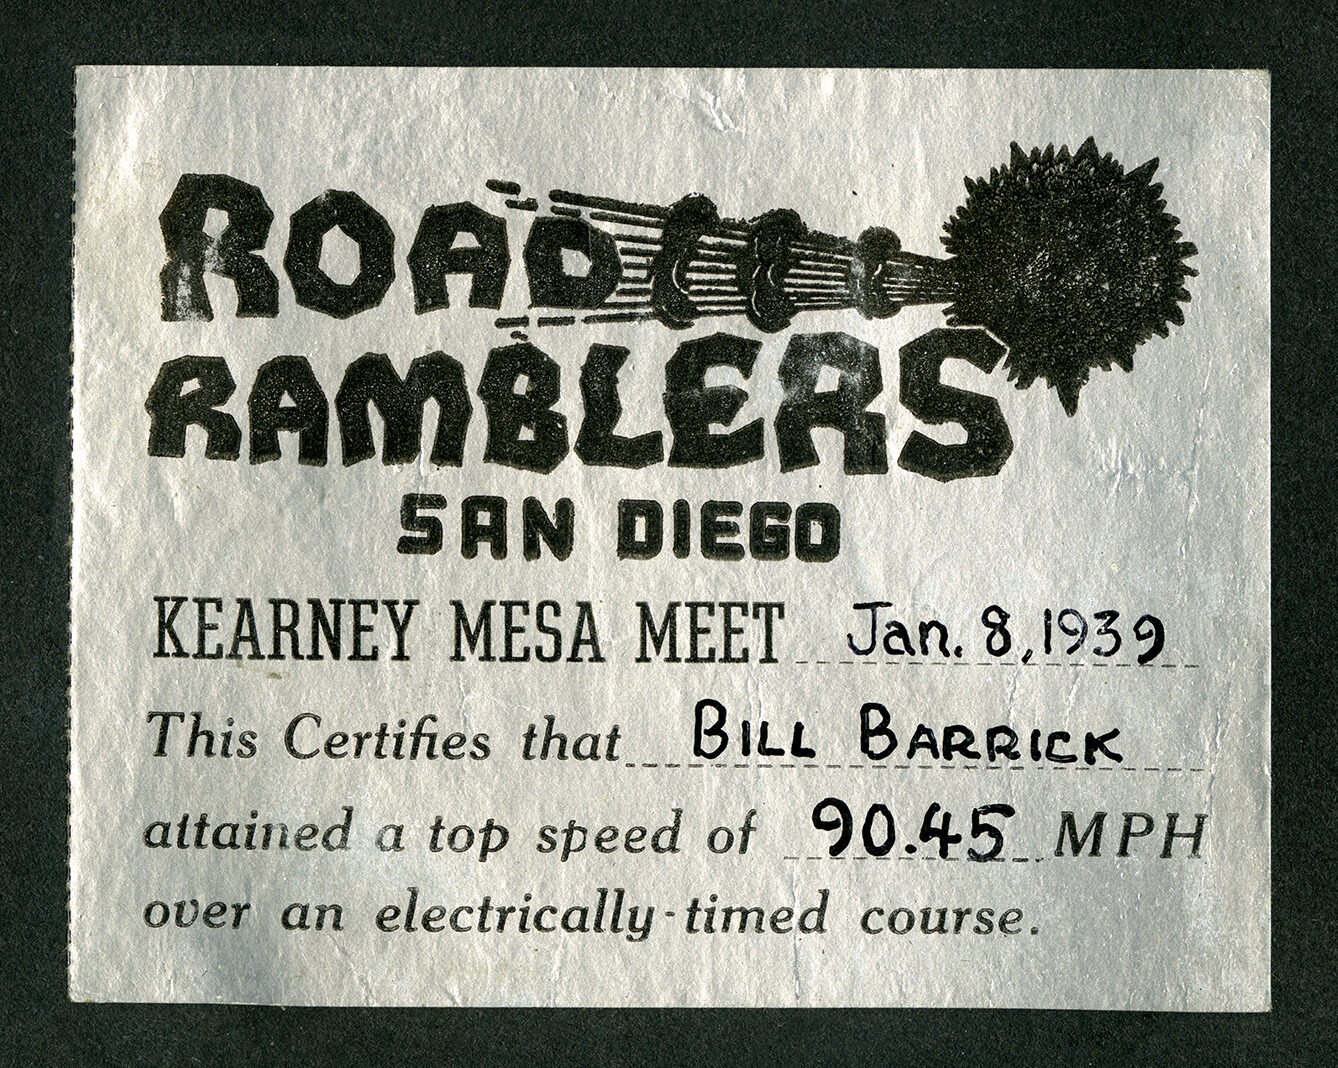 ROAD
RAMBLERS
SAN DIEGO
KEARNEY MESA MEET Jan. 8, 1939
This Certifies that BILL BARRICK
attained a top speed of 90.45 MPH
over an electrically-timed course.